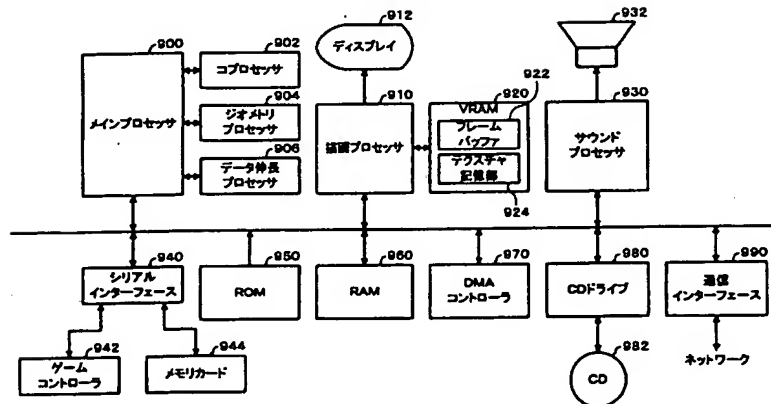 900
メインプロセッサ
902
コプロセッサ
904
ジオメトリ
プロセッサ
906
データ伸長
プロセッサ
912
ディスプレイ
910
描画プロセッサ
920
922
VRAM
フレーム
バッファ
テクスチャ
記憶部
924
932
930
サウンド
プロセッサ
940
シリアル
インターフェース
950
ROM
960
RAM
970
DMA
コントローラ
980
CDドライブ
990
通信
インターフェース
942
ゲーム
コントローラ
944
メモリカード
982
CD
ネットワーク